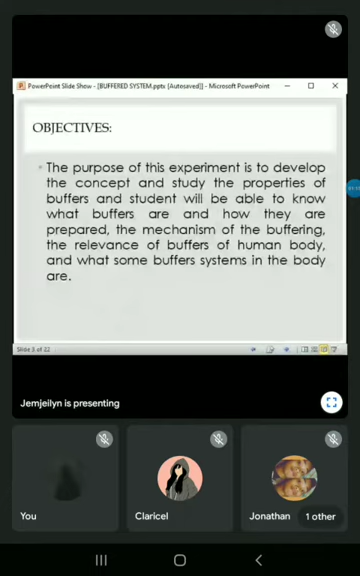 PowerPoint Slide Show - [BUFFERED SYSTEM.pptx [Autosaved]] - Microsoft PowerPoint
OBJECTIVES:
The purpose of this experiment is to develop
the concept and study the properties of
buffers and student will be able to know
what buffers are and how they are
prepared, the mechanism of the buffering,
the relevance of buffers of human body,
and what some buffers systems in the body
are.
Slide 3 of 22
Jemjeilyn is presenting
You
Claricel
Jonathan
1 other